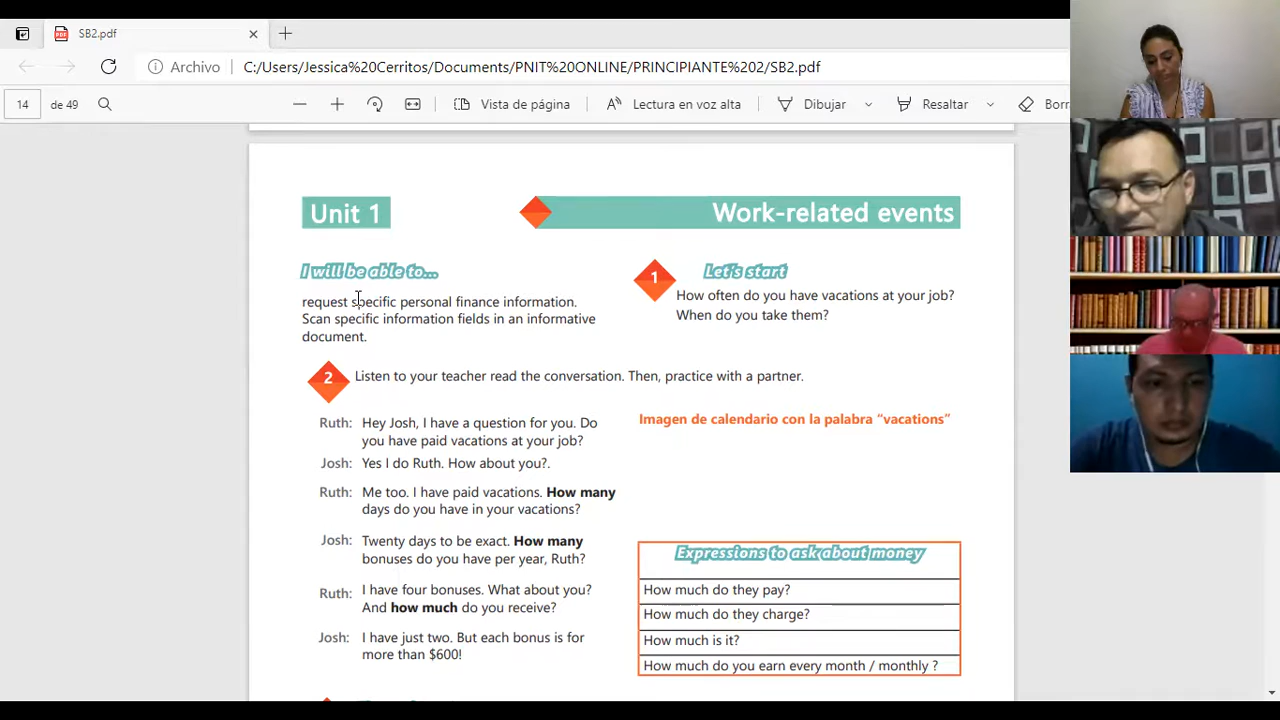 SB2.pdf
Archivo
C:/Users/Jessica%20Cerritos/Documents/PNIT%20ONLINE/PRINCIPIANTE%202/SB2.pdf
14 de 49
Vista de página
Lectura en voz alta
Dibujar
Resaltar
Borr
Unit 1
Work-related events
I will be able to...
request specific personal finance information.
Scan specific information fields in an informative
document.
1
Let's start
How often do you have vacations at your job?
When do you take them?
2
Listen to your teacher read the conversation. Then, practice with a partner.
Ruth: Hey Josh, I have a question for you. Do
you have paid vacations at your job?
Josh: Yes I do Ruth. How about you?.
Ruth: Me too. I have paid vacations. How many
days do you have in your vacations?
Josh: Twenty days to be exact. How many
bonuses do you have per year, Ruth?
Ruth: I have four bonuses. What about you?
And how much do you receive?
Josh: I have just two. But each bonus is for
more than $600!
Imagen de calendario con la palabra “vacations”
Expressions to ask about money
How much do they pay?
How much do they charge?
How much is it?
How much do you earn every month / monthly ?